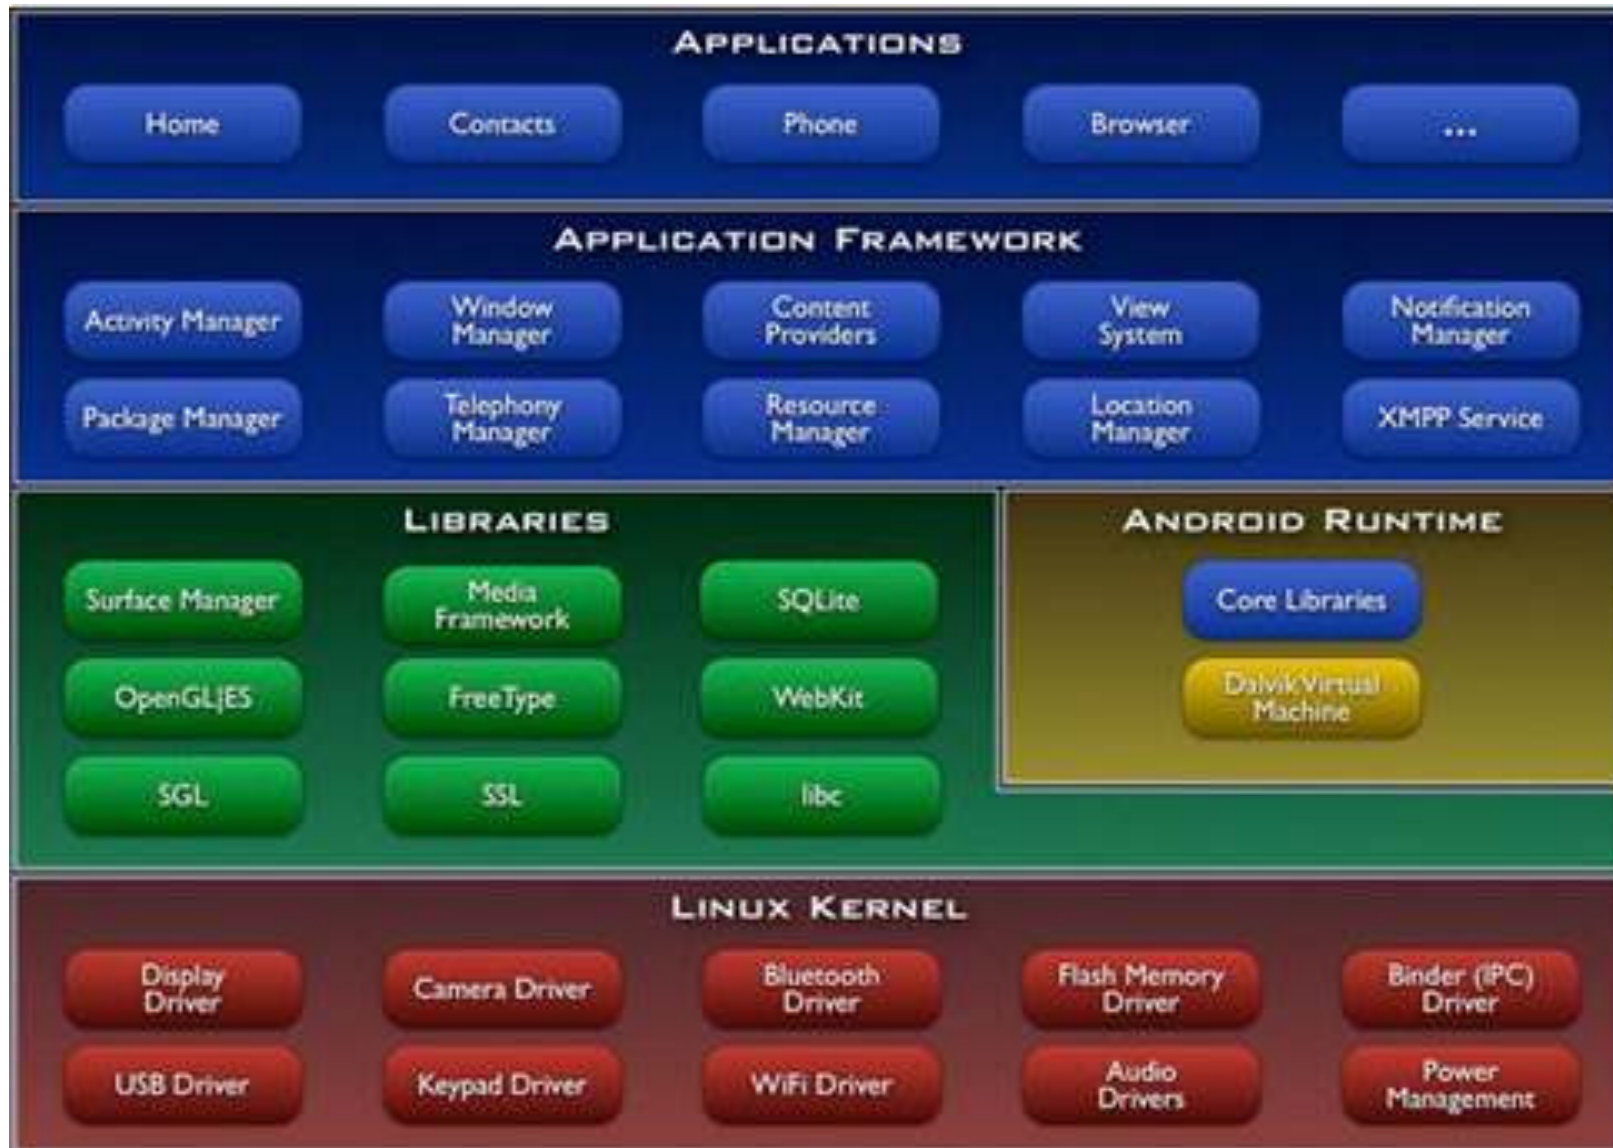 APPLICATIONS
Home
Contacts
Phone
Browser
...
APPLICATION FRAMEWORK
Activity Manager
Window
Manager
Content
Providers
View
System
Notification
Manager
Package Manager
Telephony
Manager
Resource
Manager
Location
Manager
XMPP Service
LIBRARIES
Surface Manager
Media
Framework
SQLite
OpenGL|ES
FreeType
WebKit
SGL
SSL
libc
ANDROID RUNTIME
Core Libraries
Dalvik Virtual
Machine
LINUX KERNEL
Display
Driver
Camera Driver
Bluetooth
Driver
Flash Memory
Driver
Binder (IPC)
Driver
USB Driver
Keypad Driver
WiFi Driver
Audio
Drivers
Power
Management